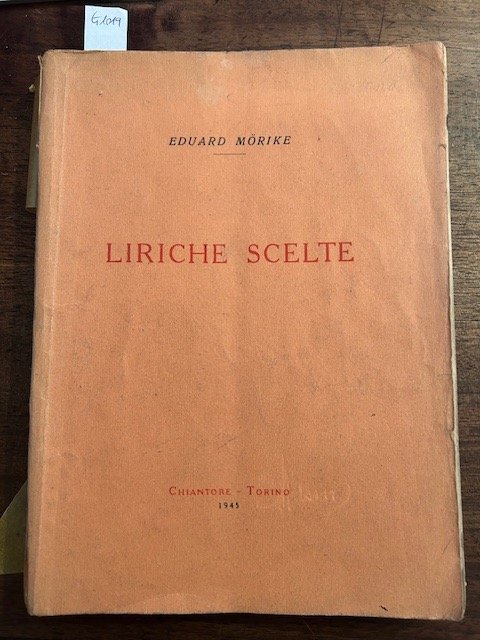 G1019
EDUARD MÖRIKE
LIRICHE SCELTE
CHIANTORE - TORINO
1945